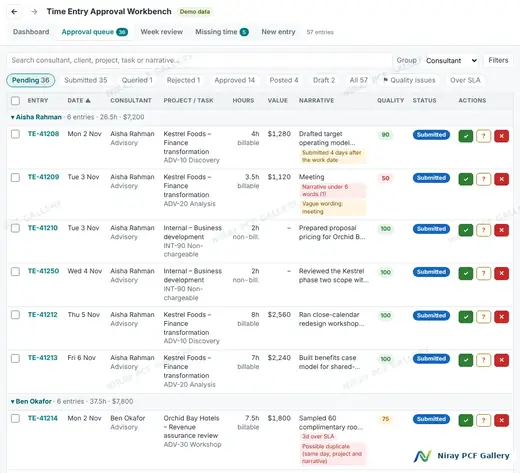 Time Entry Approval Workbench Demo data
Dashboard Approval queue 36 Week review Missing time 5 New entry 57 entries
Search consultant, client, project, task or narrative... Group Consultant Filters
Pending 36 Submitted 35 Queried 1 Rejected 1 Approved 14 Posted 4 Draft 2 All 57 Quality issues Over SLA
ENTRY DATE ▲ CONSULTANT PROJECT / TASK HOURS VALUE NARRATIVE QUALITY STATUS ACTIONS
▾ Aisha Rahman · 6 entries · 26.5h · $7,200
TE-41208 Mon 2 Nov Aisha Rahman Kestrel Foods – 4h $1,280 Drafted target 90 Submitted ✓ ? ✕
Advisory Finance billable operating model...
transformation Submitted 4 days after
ADV-10 Discovery the work date
TE-41209 Tue 3 Nov Aisha Rahman Kestrel Foods – 3.5h $1,120 Meeting 50 Submitted ✓ ? ✕
Advisory Finance billable Narrative under 6
transformation words (1)
ADV-20 Analysis Vague wording:
meeting
TE-41210 Tue 3 Nov Aisha Rahman Internal – Business 2h – Prepared proposal 100 Submitted ✓ ? ✕
Advisory development non-bill. pricing for Orchid B...
INT-90 Non-
chargeable
TE-41250 Wed 4 Nov Aisha Rahman Internal – Business 2h – Reviewed the Kestrel 100 Submitted ✓ ? ✕
Advisory development non-bill. phase two scope wit...
INT-90 Non-
chargeable
TE-41212 Thu 5 Nov Aisha Rahman Kestrel Foods – 8h $2,560 Ran close-calendar 100 Submitted ✓ ? ✕
Advisory Finance billable redesign workshop...
transformation
ADV-10 Discovery
TE-41213 Fri 6 Nov Aisha Rahman Kestrel Foods – 7h $2,240 Built benefits case 100 Submitted ✓ ? ✕
Advisory Finance billable model for shared-...
transformation
ADV-20 Analysis
▾ Ben Okafor · 6 entries · 37.5h · $7,800
TE-41214 Mon 2 Nov Ben Okafor Orchid Bay Hotels 7.5h $1,800 Sampled 60 75 Submitted ✓ ? ✕
Advisory – Revenue billable complimentary roo...
assurance review 3d over SLA
ADV-30 Workshop Possible duplicate
(same day, project and
narrative)
Niray PCF Gallery